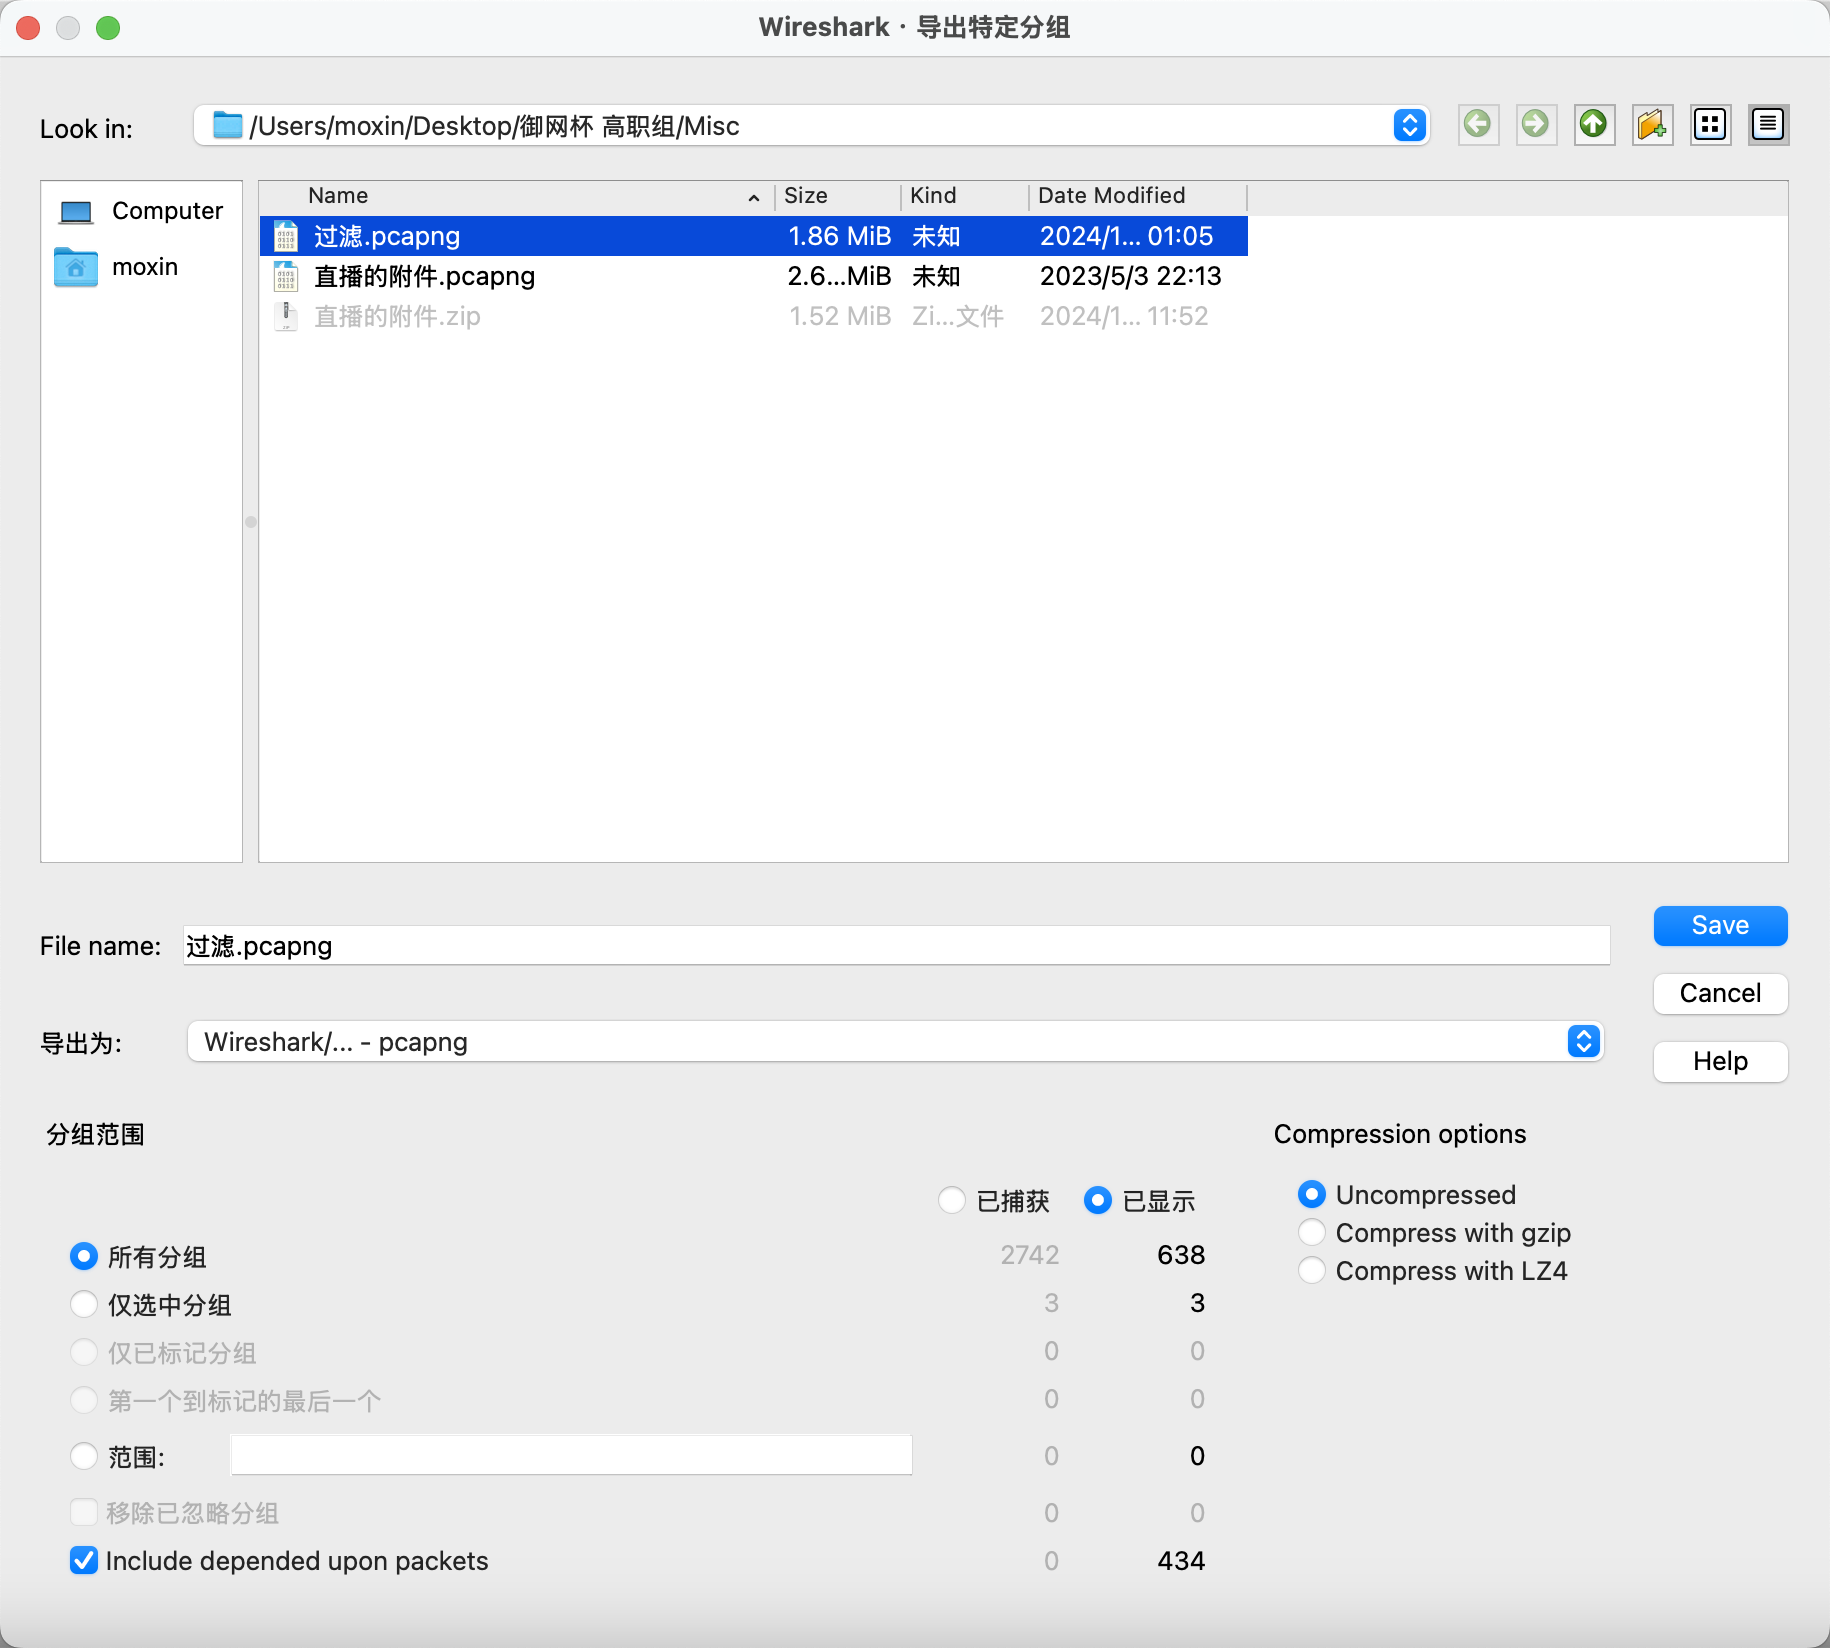 Wireshark · 导出特定分组
Look in:
/Users/moxin/Desktop/御网杯 高职组/Misc
Computer
moxin
Name Size Kind Date Modified
过滤.pcapng 1.86 MiB 未知 2024/1... 01:05
直播的附件.pcapng 2.6...MiB 未知 2023/5/3 22:13
直播的附件.zip 1.52 MiB Zi...文件 2024/1... 11:52
File name: 过滤.pcapng
Save
Cancel
导出为: Wireshark/... - pcapng
Help
分组范围
Compression options
已捕获 已显示
Uncompressed
Compress with gzip
Compress with LZ4
所有分组 2742 638
仅选中分组 3 3
仅已标记分组 0 0
第一个到标记的最后一个 0 0
范围: 0 0
移除已忽略分组 0 0
Include depended upon packets 0 434